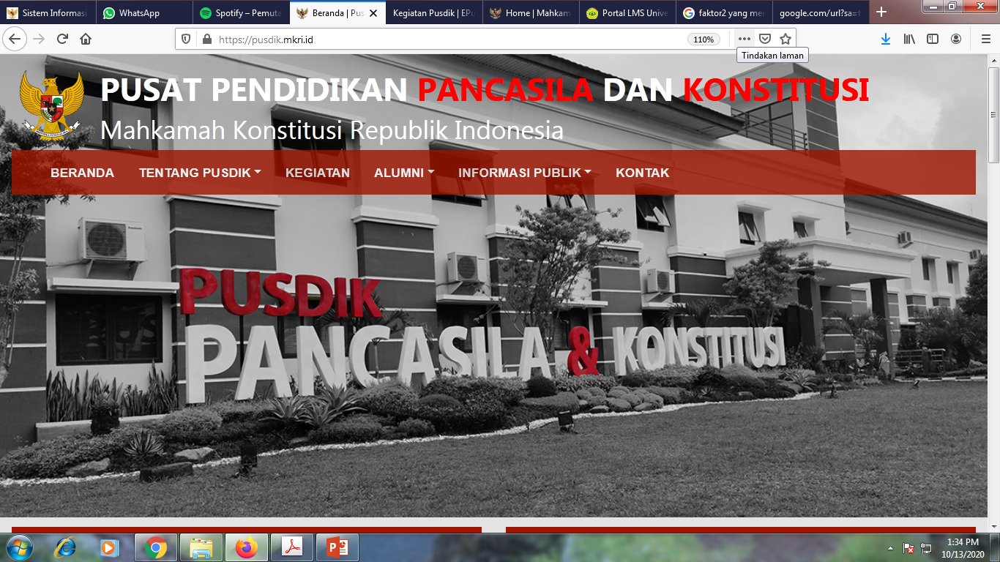 Sistem Informasi
WhatsApp
Spotify – Pemuta
Beranda | Pus
Kegiatan Pusdik | EPu
Home | Mahkam
Portal LMS Unive
faktor2 yang mer
google.com/url?sa=t
https://pusdik.mkri.id
110%
Tindakan laman
PUSAT PENDIDIKAN PANCASILA DAN KONSTITUSI
Mahkamah Konstitusi Republik Indonesia
BERANDA TENTANG PUSDIK KEGIATAN ALUMNI INFORMASI PUBLIK KONTAK
PUSDIK
PANCASILA & KONSTITUSI
1:34 PM
10/13/2020